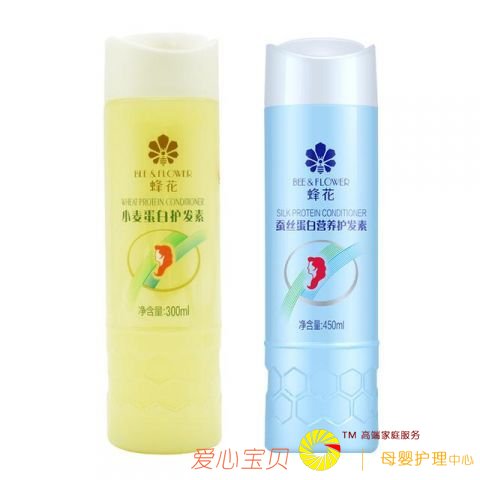 BEE & FLOWER
蜂花
WHEAT PROTEIN CONDITIONER
小麦蛋白护发素
净含量:300ml
BEE & FLOWER
蜂花
SILK PROTEIN CONDITIONER
蚕丝蛋白营养护发素
净含量:450ml
爱心宝贝
TM 高端家庭服务
母婴护理中心